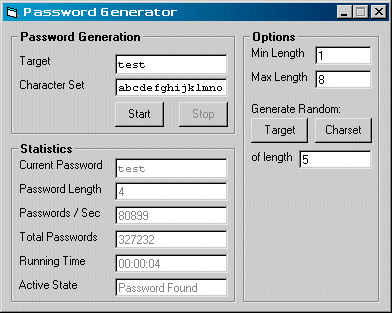 Password Generator
Password Generation
Target
test
Character Set
abcdefghijklmno
Start
Stop
Statistics
Current Password
test
Password Length
4
Passwords / Sec
80899
Total Passwords
327232
Running Time
00:00:04
Active State
Password Found
Options
Min Length
1
Max Length
8
Generate Random:
Target
Charset
of length
5